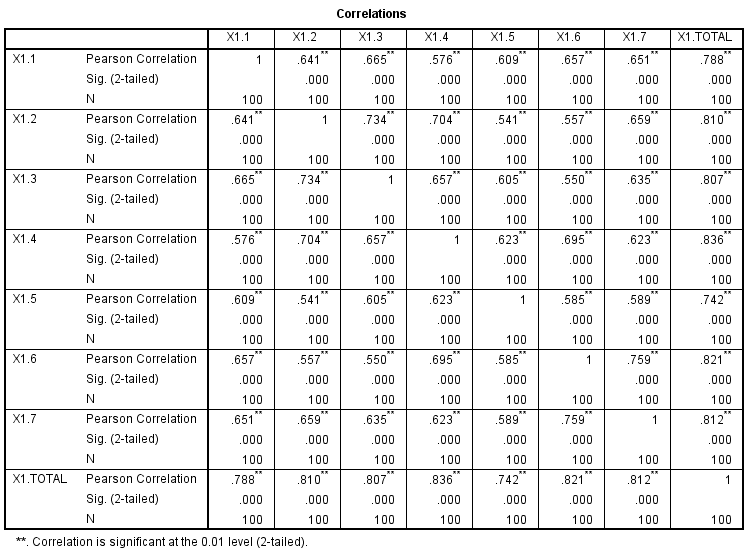 Correlations
X1.1 X1.2 X1.3 X1.4 X1.5 X1.6 X1.7 X1.TOTAL
X1.1 Pearson Correlation 1 .641** .665** .576** .609** .657** .651** .788**
Sig. (2-tailed) .000 .000 .000 .000 .000 .000 .000
N 100 100 100 100 100 100 100 100
X1.2 Pearson Correlation .641** 1 .734** .704** .541** .557** .659** .810**
Sig. (2-tailed) .000 .000 .000 .000 .000 .000 .000
N 100 100 100 100 100 100 100 100
X1.3 Pearson Correlation .665** .734** 1 .657** .605** .550** .635** .807**
Sig. (2-tailed) .000 .000 .000 .000 .000 .000 .000
N 100 100 100 100 100 100 100 100
X1.4 Pearson Correlation .576** .704** .657** 1 .623** .695** .623** .836**
Sig. (2-tailed) .000 .000 .000 .000 .000 .000 .000
N 100 100 100 100 100 100 100 100
X1.5 Pearson Correlation .609** .541** .605** .623** 1 .585** .589** .742**
Sig. (2-tailed) .000 .000 .000 .000 .000 .000 .000
N 100 100 100 100 100 100 100 100
X1.6 Pearson Correlation .657** .557** .550** .695** .585** 1 .759** .821**
Sig. (2-tailed) .000 .000 .000 .000 .000 .000 .000
N 100 100 100 100 100 100 100 100
X1.7 Pearson Correlation .651** .659** .635** .623** .589** .759** 1 .812**
Sig. (2-tailed) .000 .000 .000 .000 .000 .000 .000
N 100 100 100 100 100 100 100 100
X1.TOTAL Pearson Correlation .788** .810** .807** .836** .742** .821** .812** 1
Sig. (2-tailed) .000 .000 .000 .000 .000 .000 .000
N 100 100 100 100 100 100 100 100
**. Correlation is significant at the 0.01 level (2-tailed).